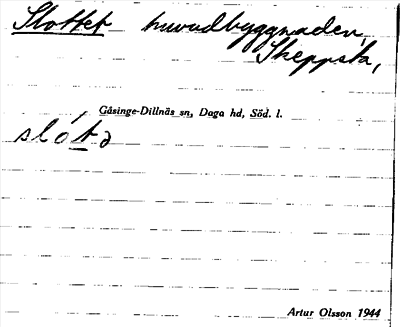 Slottet huvudbyggnaden,
Skeppsta,
Gåsinge-Dillnäs sn, Daga hd, Söd. l.
slótə
Artur Olsson 1944